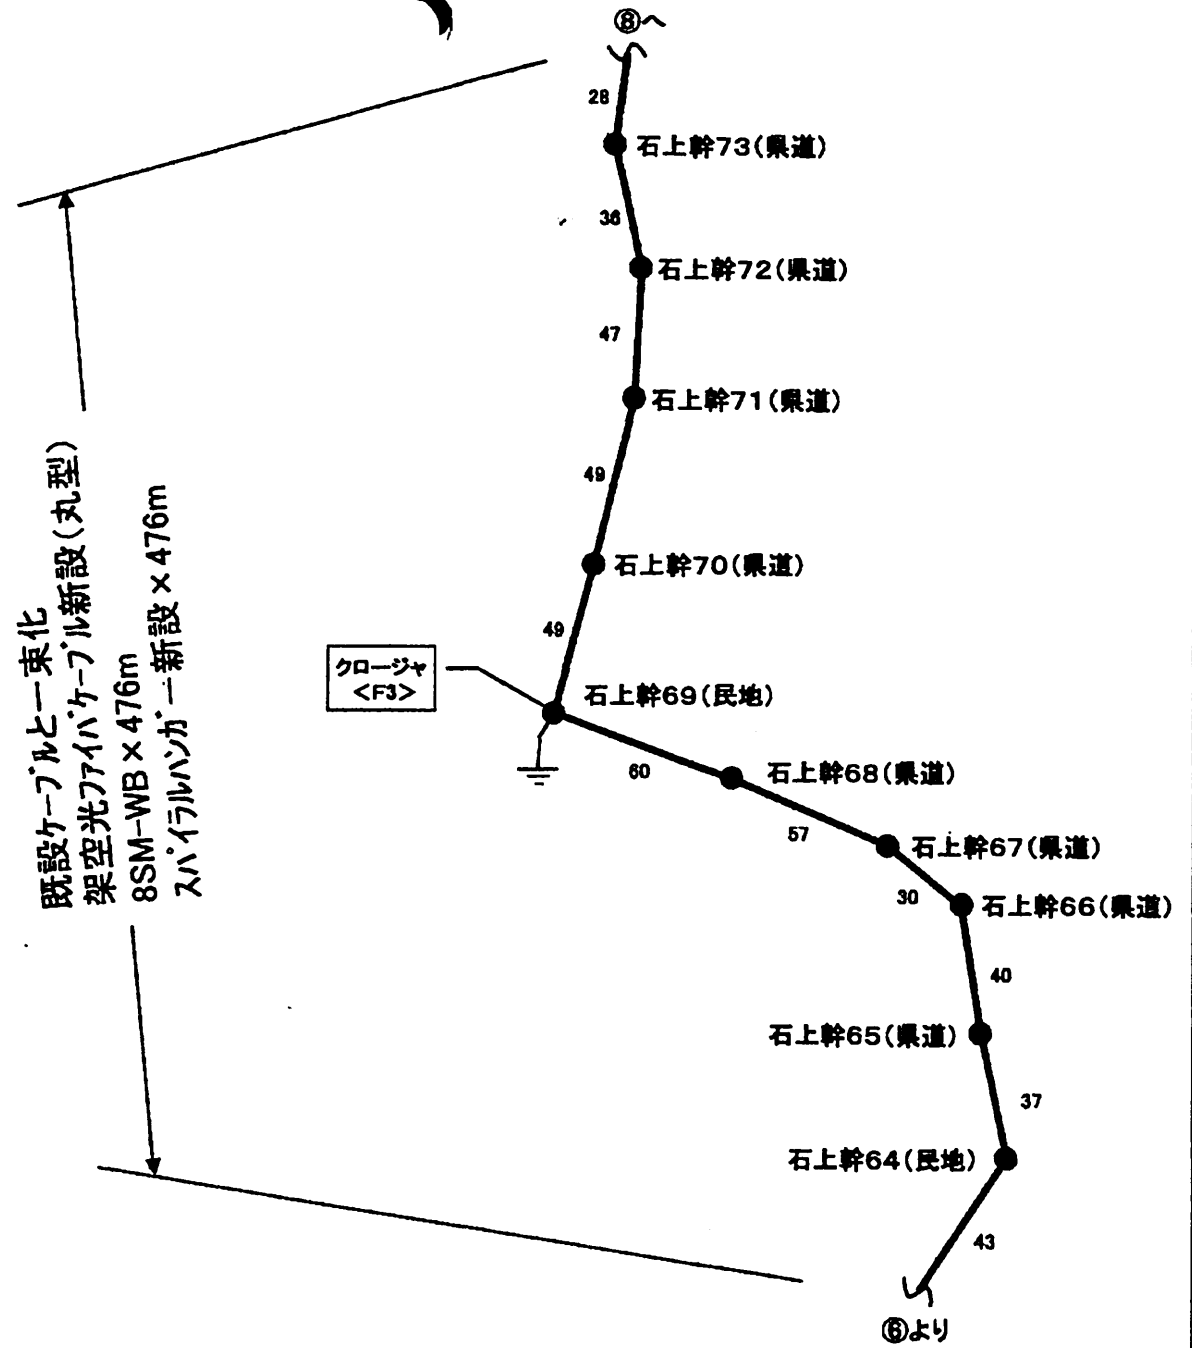 ⑧へ
28
石上幹73(県道)
36
石上幹72(県道)
47
石上幹71(県道)
49
石上幹70(県道)
49
クロージャ
<F3>
石上幹69(民地)
60
石上幹68(県道)
57
石上幹67(県道)
30
石上幹66(県道)
40
石上幹65(県道)
37
石上幹64(民地)
43
⑥より
既設ケーブルと一束化
架空光ファイバケーブル新設(丸型)
8SM-WB×476m
スパイラルハンガー新設×476m